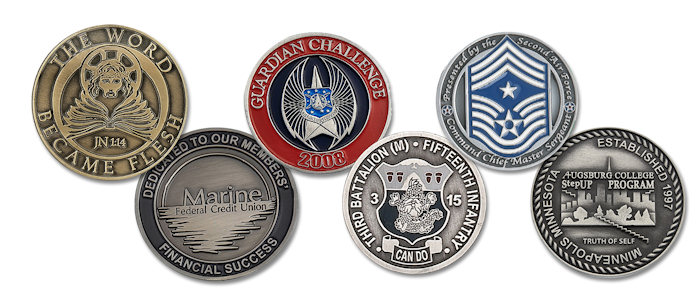 THE WORD
JN 1:14
BECAME FLESH
GUARDIAN CHALLENGE
2008
Presented by the Second Air Force
Command Chief Master Sergeant
DEDICATED TO OUR MEMBERS'
Marine
Federal Credit Union
FINANCIAL SUCCESS
THIRD BATTALION (M) • FIFTEENTH INFANTRY
3 15
CAN DO
MINNEAPOLIS MINNESOTA ESTABLISHED 1997
AUGSBURG COLLEGE
StepUP PROGRAM
TRUTH OF SELF